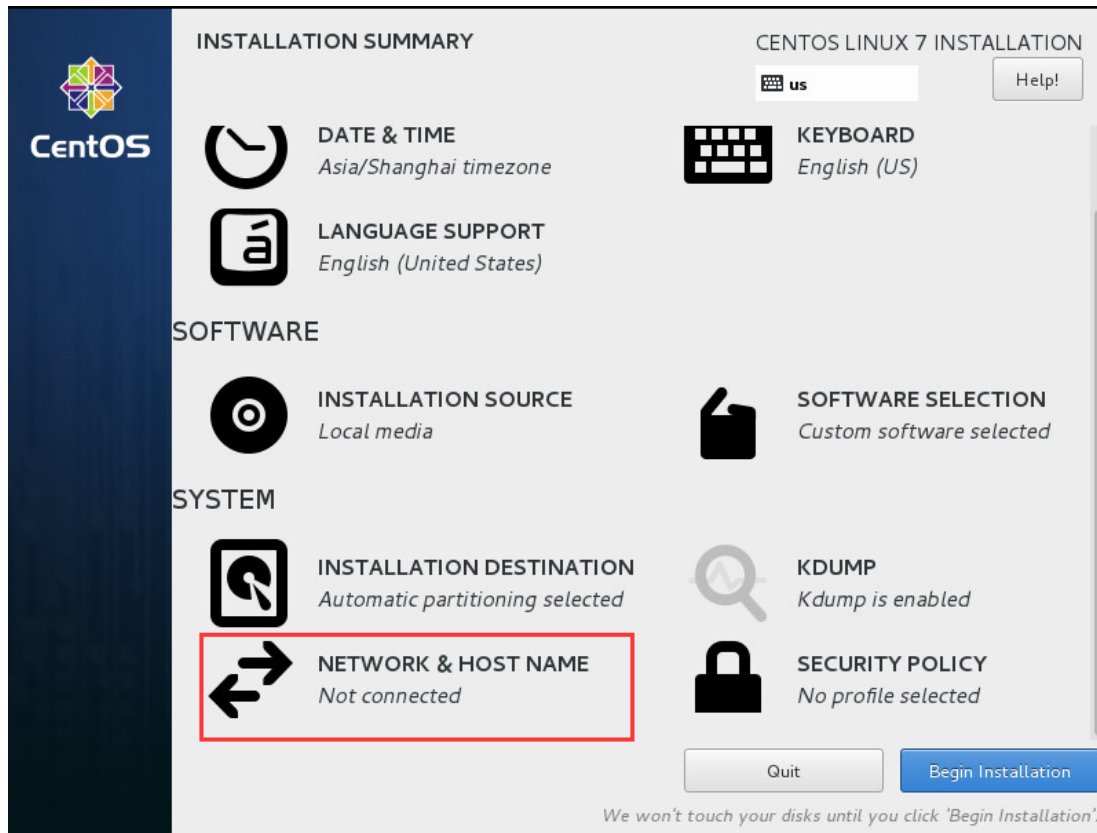 INSTALLATION SUMMARY
CENTOS LINUX 7 INSTALLATION
us
Help!
CentOS
DATE & TIME
Asia/Shanghai timezone
KEYBOARD
English (US)
á
LANGUAGE SUPPORT
English (United States)
SOFTWARE
INSTALLATION SOURCE
Local media
SOFTWARE SELECTION
Custom software selected
SYSTEM
INSTALLATION DESTINATION
Automatic partitioning selected
KDUMP
Kdump is enabled
NETWORK & HOST NAME
Not connected
SECURITY POLICY
No profile selected
Quit
Begin Installation
We won't touch your disks until you click 'Begin Installation'.